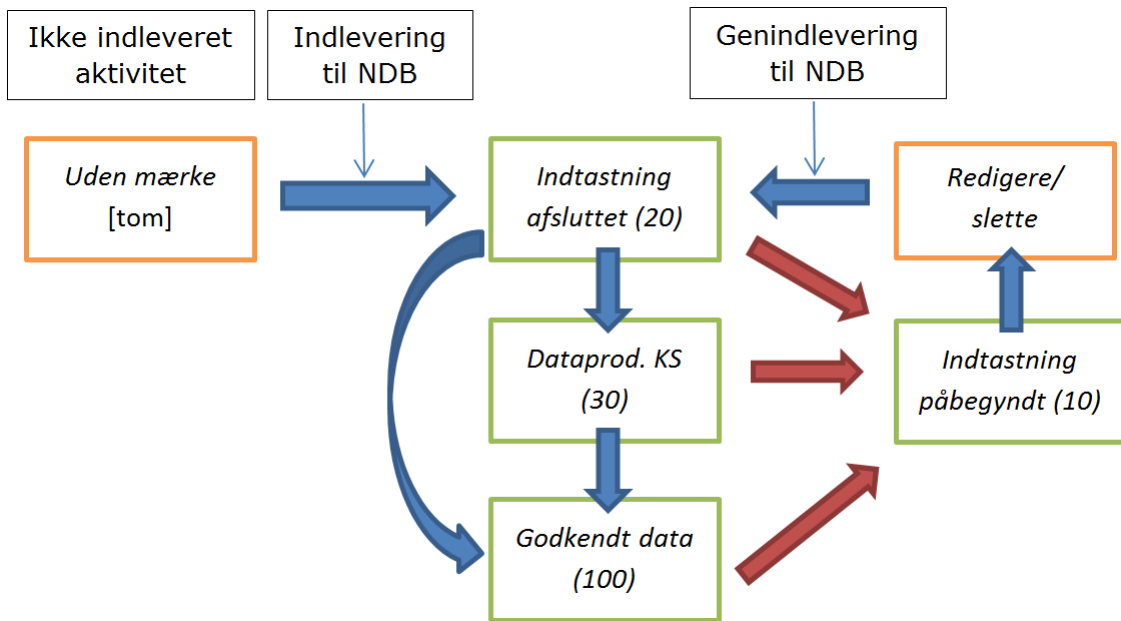 Ikke indleveret
aktivitet
Indlevering
til NDB
Genindlevering
til NDB
Uden mærke
[tom]
Indtastning
afsluttet (20)
Redigere/
slette
Dataprod. KS
(30)
Indtastning
påbegyndt (10)
Godkendt data
(100)